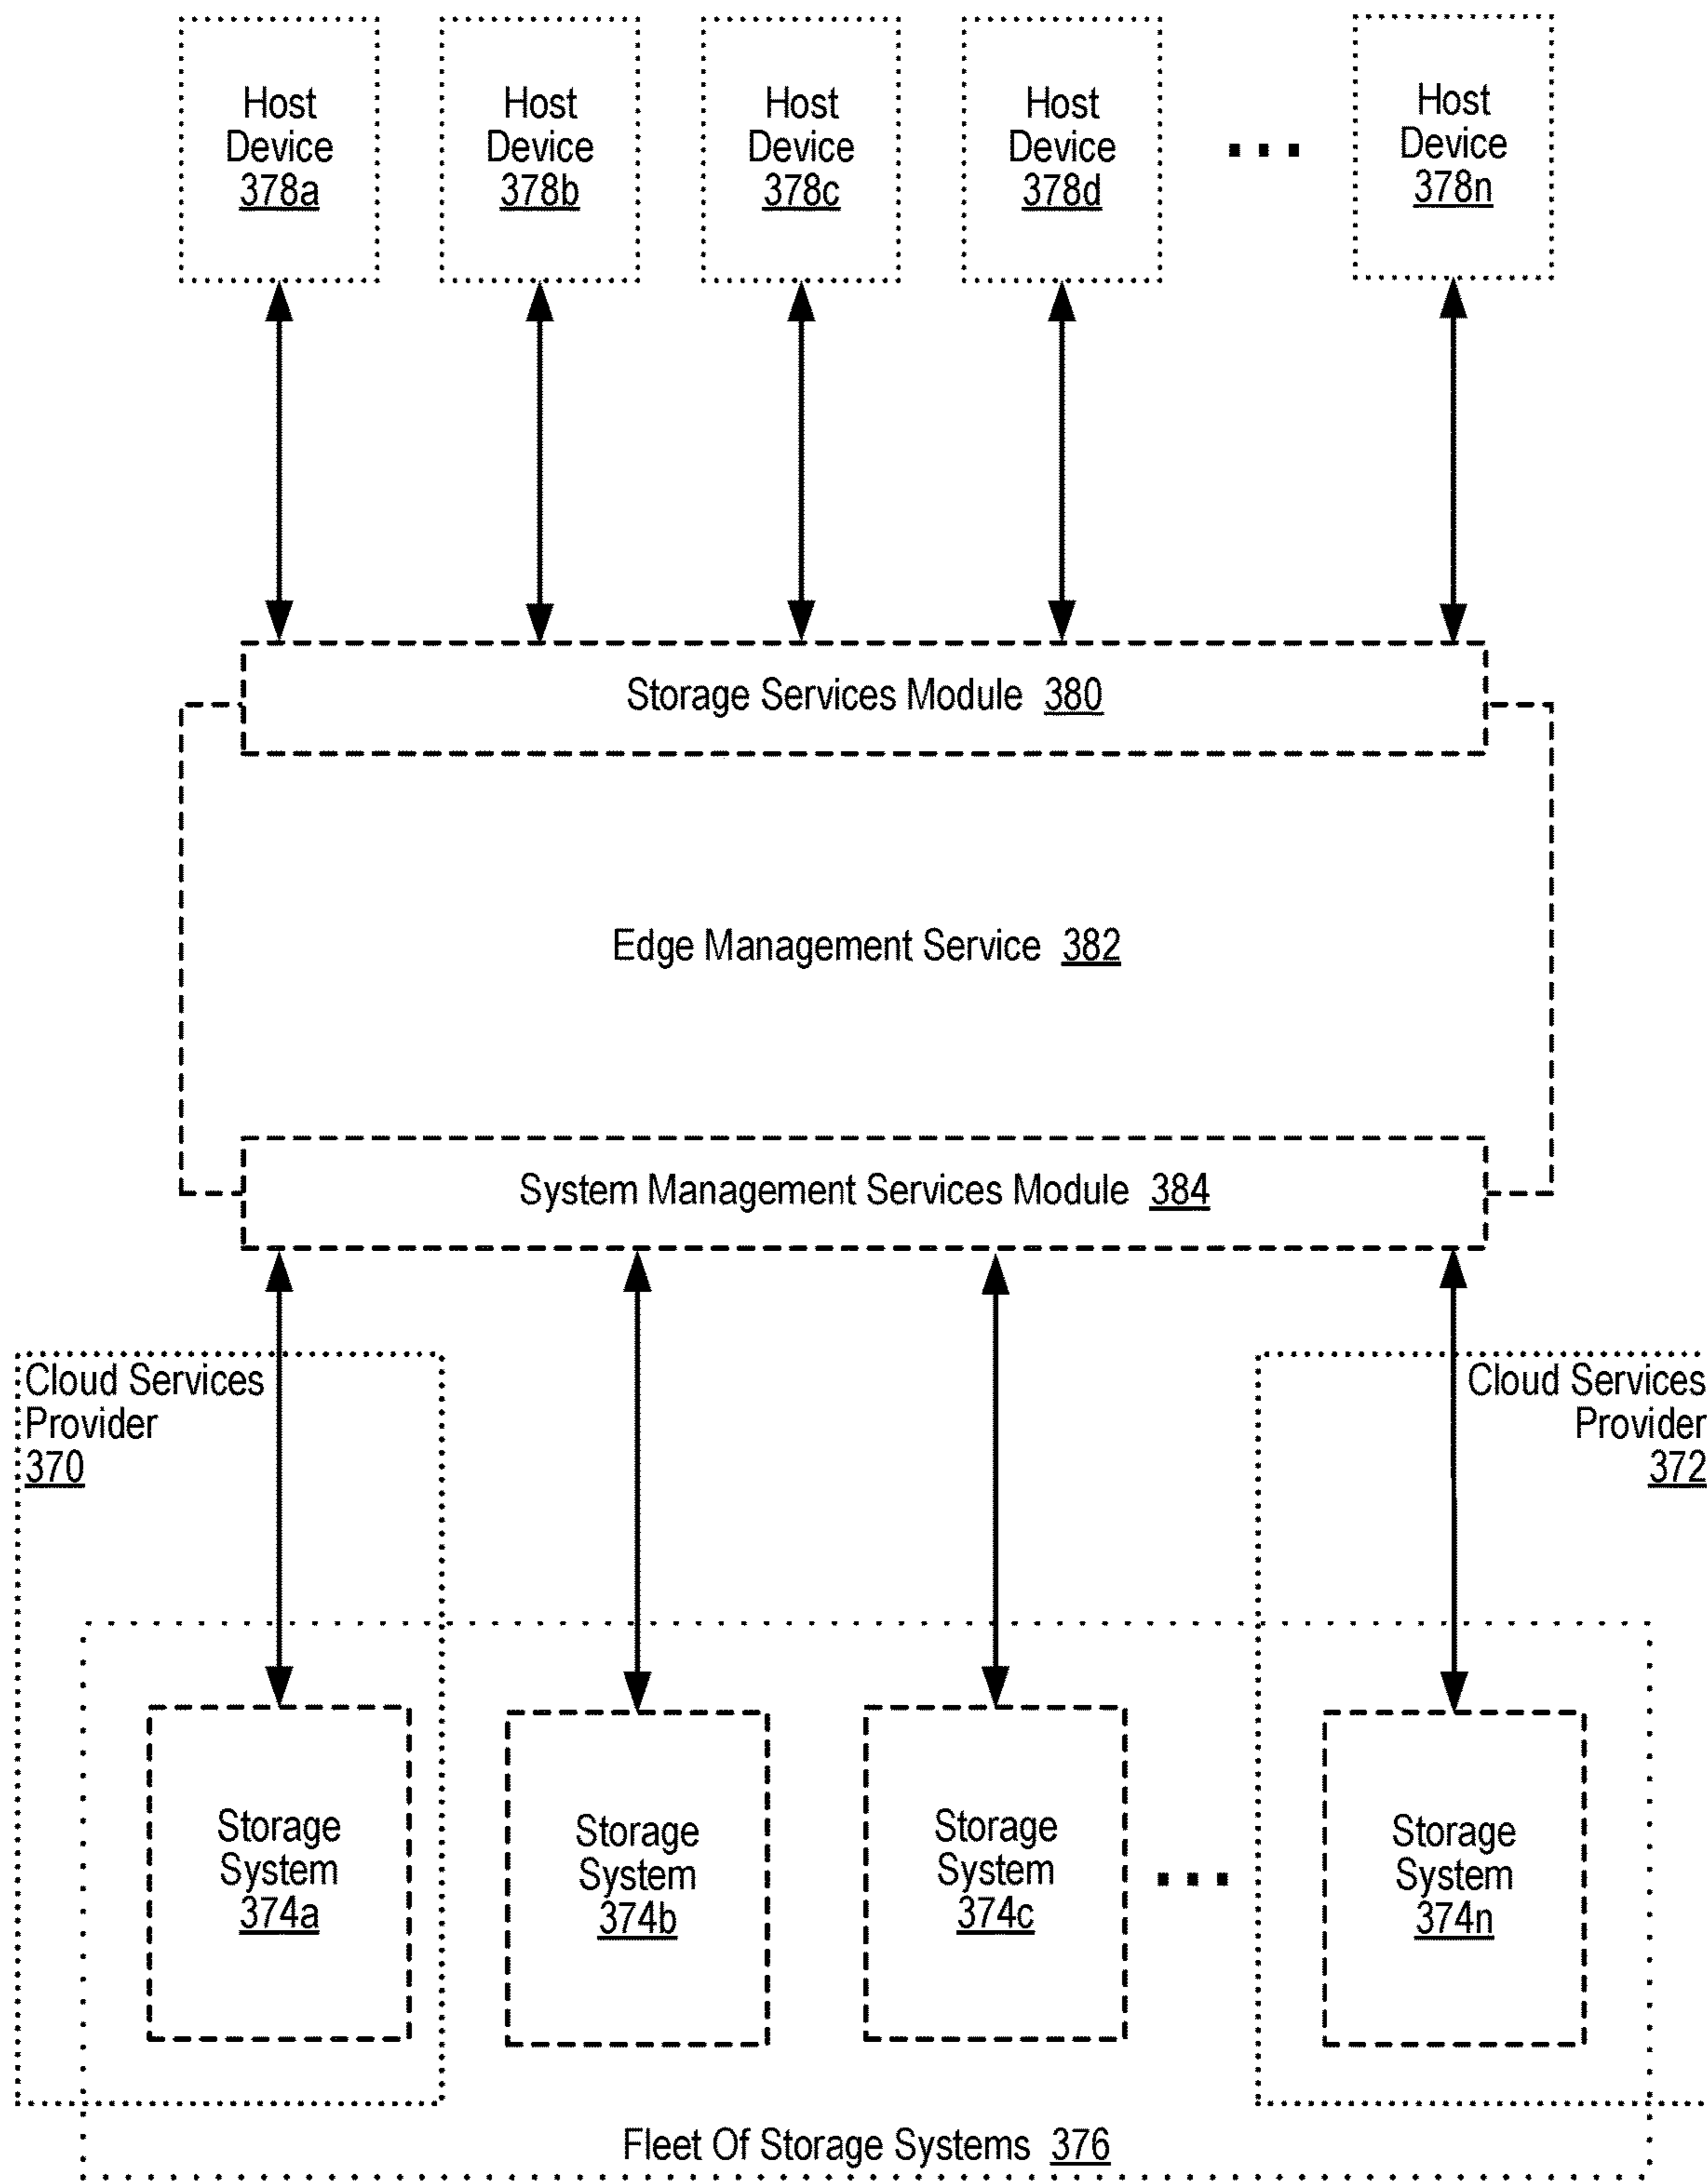 Host
Device
378a
Host
Device
378b
Host
Device
378c
Host
Device
378d
...
Host
Device
378n
Storage Services Module 380
Edge Management Service 382
System Management Services Module 384
Cloud Services
Provider
370
Cloud Services
Provider
372
Storage
System
374a
Storage
System
374b
Storage
System
374c
...
Storage
System
374n
Fleet Of Storage Systems 376